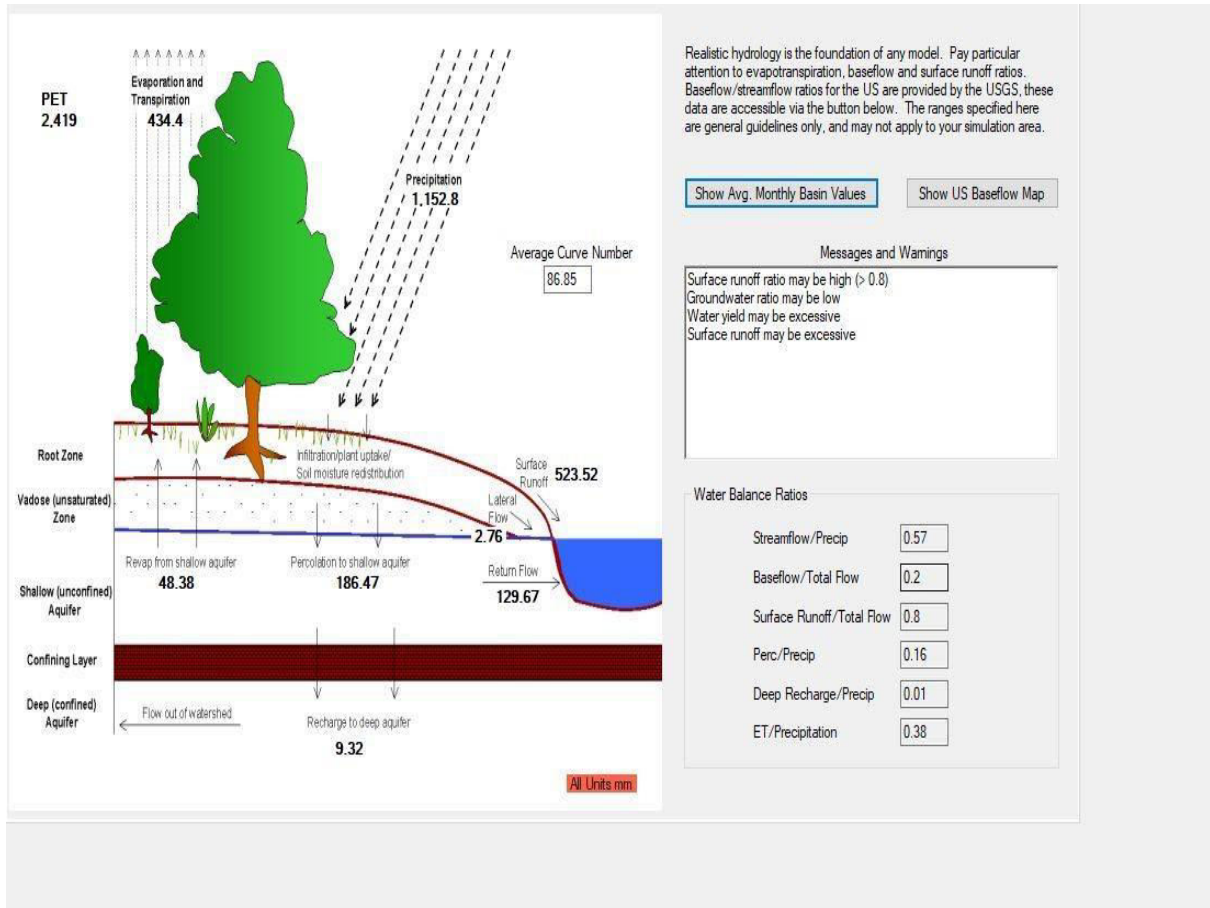 PET
2,419
Evaporation and
Transpiration
434.4
Precipitation
1,152.8
Average Curve Number
86.85
Root Zone
Infiltration/plant uptake/
Soil moisture redistribution
Surface
Runoff
523.52
Vadose (unsaturated)
Zone
Lateral
Flow
2.76
Revap from shallow aquifer
48.38
Percolation to shallow aquifer
186.47
Return Flow
129.67
Shallow (unconfined)
Aquifer
Confining Layer
Deep (confined)
Aquifer
Flow out of watershed
Recharge to deep aquifer
9.32
All Units mm
Realistic hydrology is the foundation of any model. Pay particular
attention to evapotranspiration, baseflow and surface runoff ratios.
Baseflow/streamflow ratios for the US are provided by the USGS, these
data are accessible via the button below. The ranges specified here
are general guidelines only, and may not apply to your simulation area.
Show Avg. Monthly Basin Values
Show US Baseflow Map
Messages and Warnings
Surface runoff ratio may be high (> 0.8)
Groundwater ratio may be low
Water yield may be excessive
Surface runoff may be excessive
Water Balance Ratios
Streamflow/Precip 0.57
Baseflow/Total Flow 0.2
Surface Runoff/Total Flow 0.8
Perc/Precip 0.16
Deep Recharge/Precip 0.01
ET/Precipitation 0.38